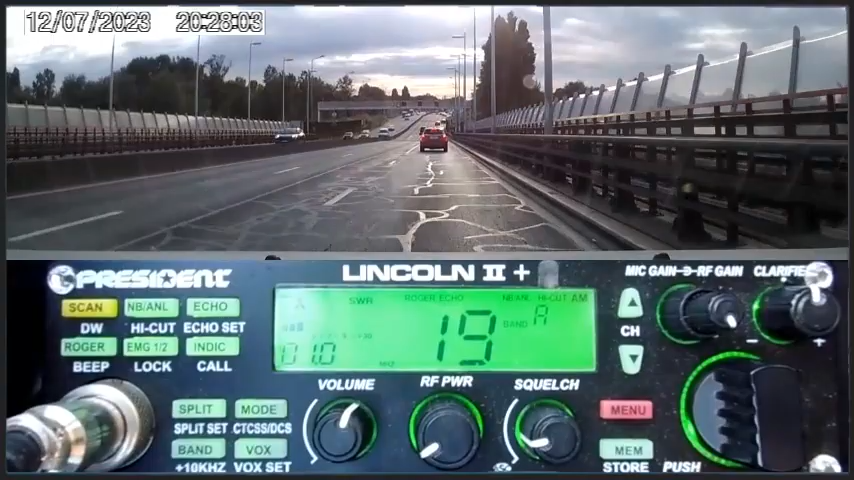 12/07/2023 20:28:03
PRESIDENT LINCOLN II + MIC GAIN RF GAIN CLARIFIER
SCAN NB/ANL ECHO
DW HI-CUT ECHO SET
ROGER EMG 1/2 INDIC
BEEP LOCK CALL
SWR ROGER ECHO NB ANL HI-CUT AM
19 BAND A
CH
- +
VOLUME RF PWR SQUELCH
SPLIT MODE
SPLIT SET CTCSS/DCS
BAND VOX
+10KHZ VOX SET
MENU
MEM
STORE PUSH